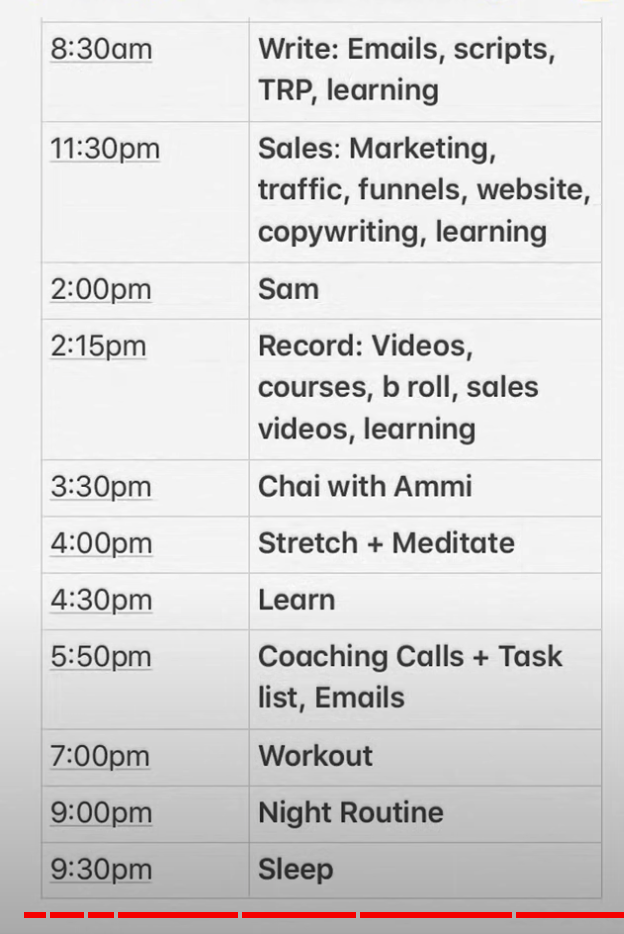 8:30am
Write: Emails, scripts,
TRP, learning
11:30pm
Sales: Marketing,
traffic, funnels, website,
copywriting, learning
2:00pm
Sam
2:15pm
Record: Videos,
courses, b roll, sales
videos, learning
3:30pm
Chai with Ammi
4:00pm
Stretch + Meditate
4:30pm
Learn
5:50pm
Coaching Calls + Task
list, Emails
7:00pm
Workout
9:00pm
Night Routine
9:30pm
Sleep